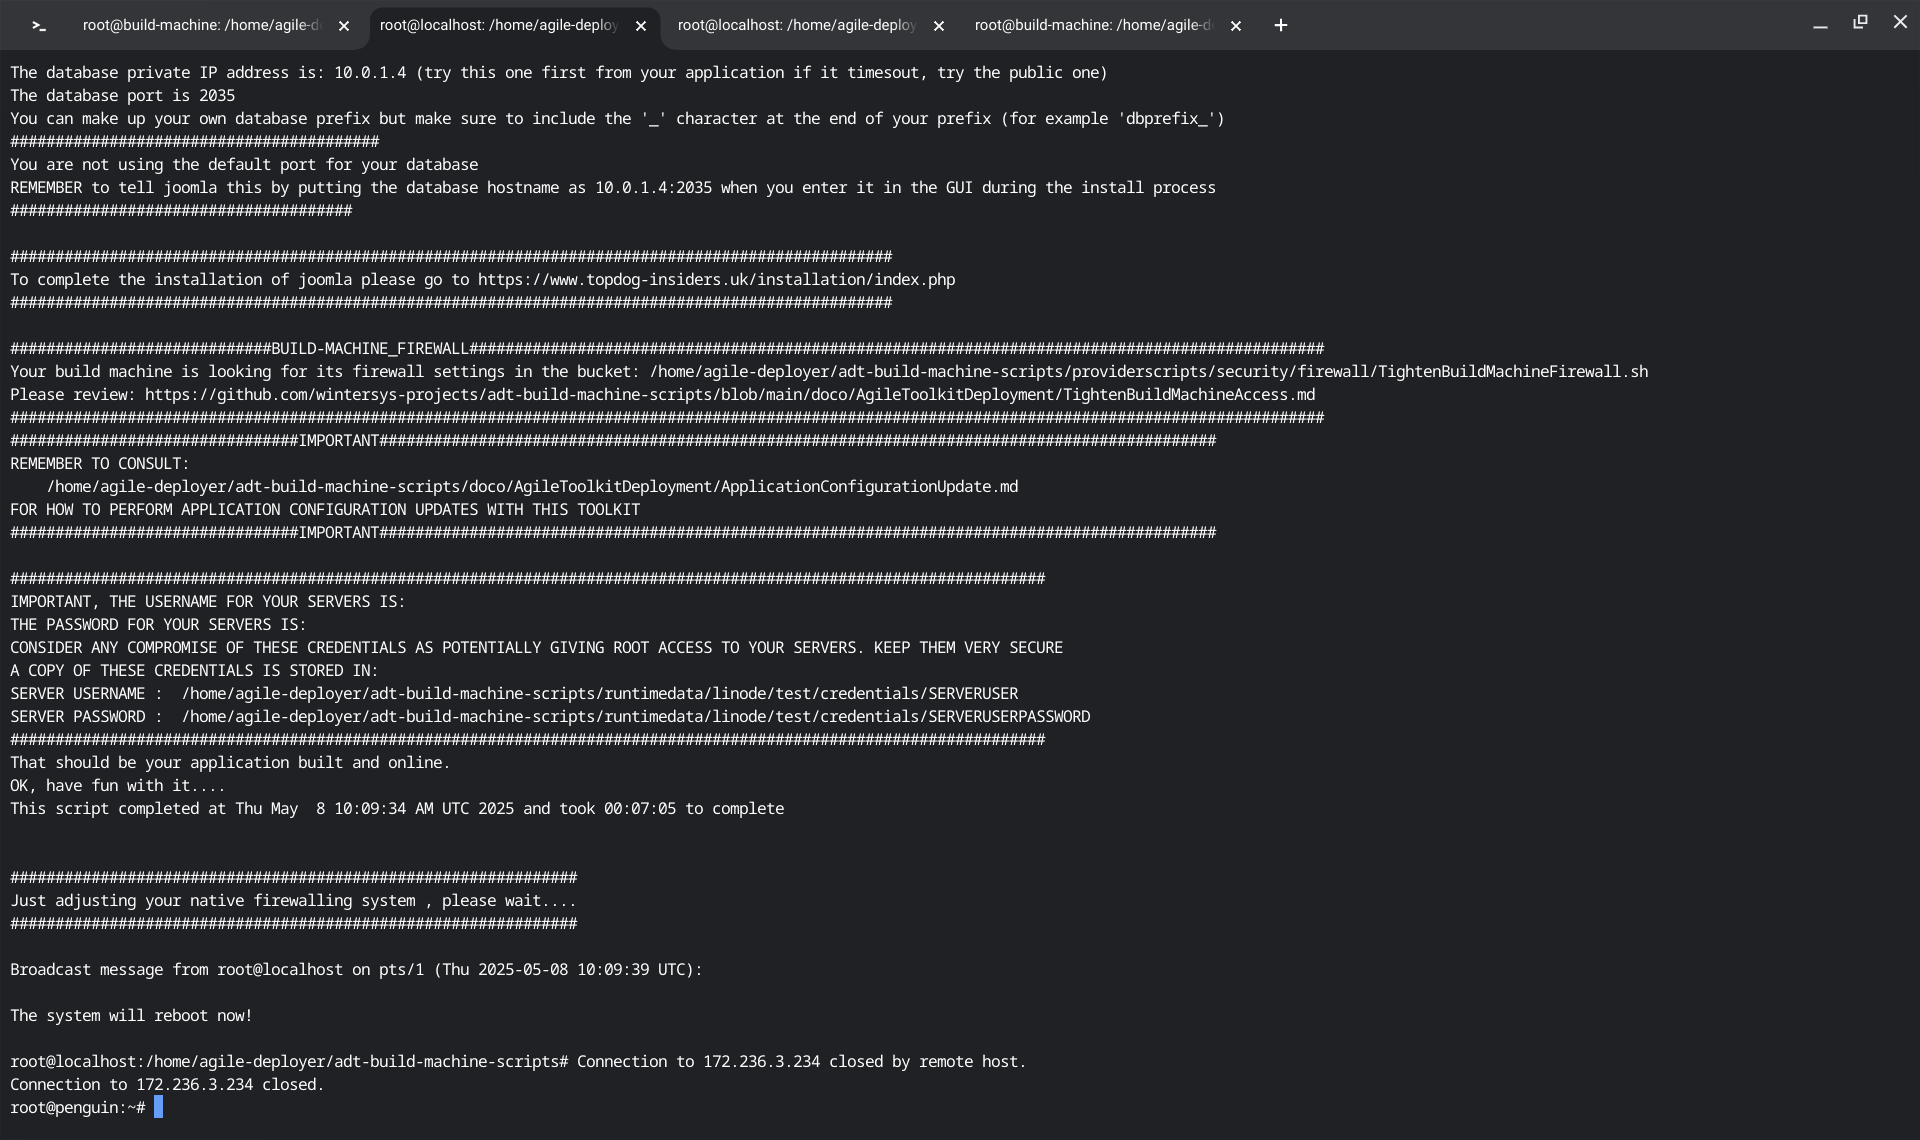 root@build-machine: /home/agile-d
root@localhost: /home/agile-deploy
root@localhost: /home/agile-deploy
root@build-machine: /home/agile-d
The database private IP address is: 10.0.1.4 (try this one first from your application if it timesout, try the public one)
The database port is 2035
You can make up your own database prefix but make sure to include the '_' character at the end of your prefix (for example 'dbprefix_')
#########################################
You are not using the default port for your database
REMEMBER to tell joomla this by putting the database hostname as 10.0.1.4:2035 when you enter it in the GUI during the install process
######################################
##################################################################################################
To complete the installation of joomla please go to https://www.topdog-insiders.uk/installation/index.php
##################################################################################################
#############################BUILD-MACHINE_FIREWALL###############################################################################################
Your build machine is looking for its firewall settings in the bucket: /home/agile-deployer/adt-build-machine-scripts/providerscripts/security/firewall/TightenBuildMachineFirewall.sh
Please review: https://github.com/wintersys-projects/adt-build-machine-scripts/blob/main/doco/AgileToolkitDeployment/TightenBuildMachineAccess.md
##################################################################################################################################################
################################IMPORTANT#############################################################################################
REMEMBER TO CONSULT:
/home/agile-deployer/adt-build-machine-scripts/doco/AgileToolkitDeployment/ApplicationConfigurationUpdate.md
FOR HOW TO PERFORM APPLICATION CONFIGURATION UPDATES WITH THIS TOOLKIT
################################IMPORTANT#############################################################################################
###################################################################################################################
IMPORTANT, THE USERNAME FOR YOUR SERVERS IS:
THE PASSWORD FOR YOUR SERVERS IS:
CONSIDER ANY COMPROMISE OF THESE CREDENTIALS AS POTENTIALLY GIVING ROOT ACCESS TO YOUR SERVERS. KEEP THEM VERY SECURE
A COPY OF THESE CREDENTIALS IS STORED IN:
SERVER USERNAME :  /home/agile-deployer/adt-build-machine-scripts/runtimedata/linode/test/credentials/SERVERUSER
SERVER PASSWORD :  /home/agile-deployer/adt-build-machine-scripts/runtimedata/linode/test/credentials/SERVERUSERPASSWORD
###################################################################################################################
That should be your application built and online.
OK, have fun with it....
This script completed at Thu May  8 10:09:34 AM UTC 2025 and took 00:07:05 to complete
###############################################################
Just adjusting your native firewalling system , please wait....
###############################################################
Broadcast message from root@localhost on pts/1 (Thu 2025-05-08 10:09:39 UTC):
The system will reboot now!
root@localhost:/home/agile-deployer/adt-build-machine-scripts# Connection to 172.236.3.234 closed by remote host.
Connection to 172.236.3.234 closed.
root@penguin:~#